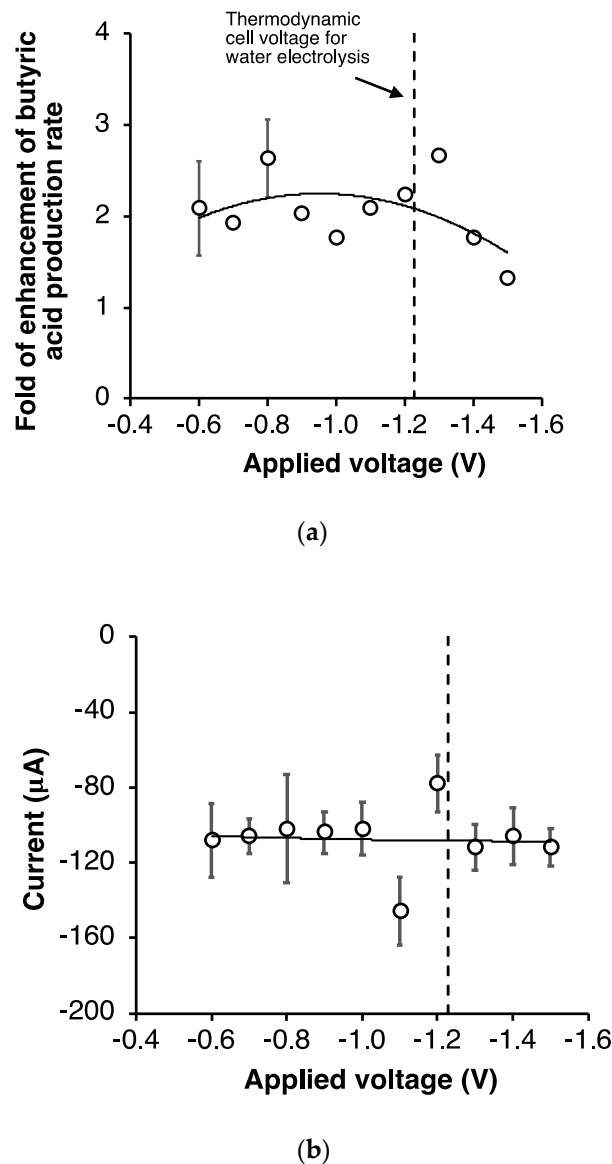 Thermodynamic
cell voltage for
water electrolysis
Fold of enhancement of butyric
acid production rate
4
3
2
1
0
-0.4 -0.6 -0.8 -1.0 -1.2 -1.4 -1.6
Applied voltage (V)
(a)
Current (µA)
0
-40
-80
-120
-160
-200
-0.4 -0.6 -0.8 -1.0 -1.2 -1.4 -1.6
Applied voltage (V)
(b)